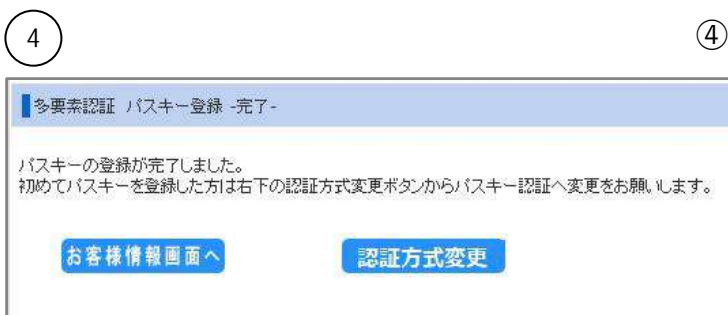 4
④
多要素認証 パスキー登録 -完了-
パスキーの登録が完了しました。
初めてパスキーを登録した方は右下の認証方式変更ボタンからパスキー認証へ変更をお願いします。
お客様情報画面へ
認証方式変更